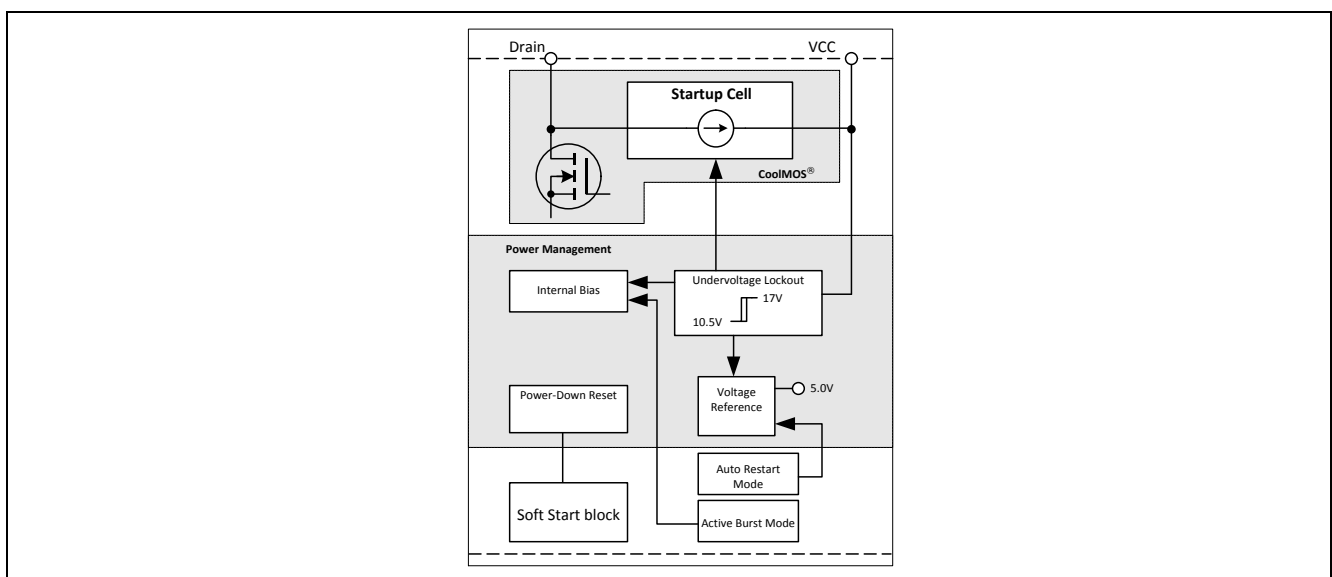 Drain
VCC
Startup Cell
CoolMOS®
Power Management
Internal Bias
Undervoltage Lockout
17V
10.5V
Power-Down Reset
Voltage
Reference
5.0V
Auto Restart
Mode
Soft Start block
Active Burst Mode